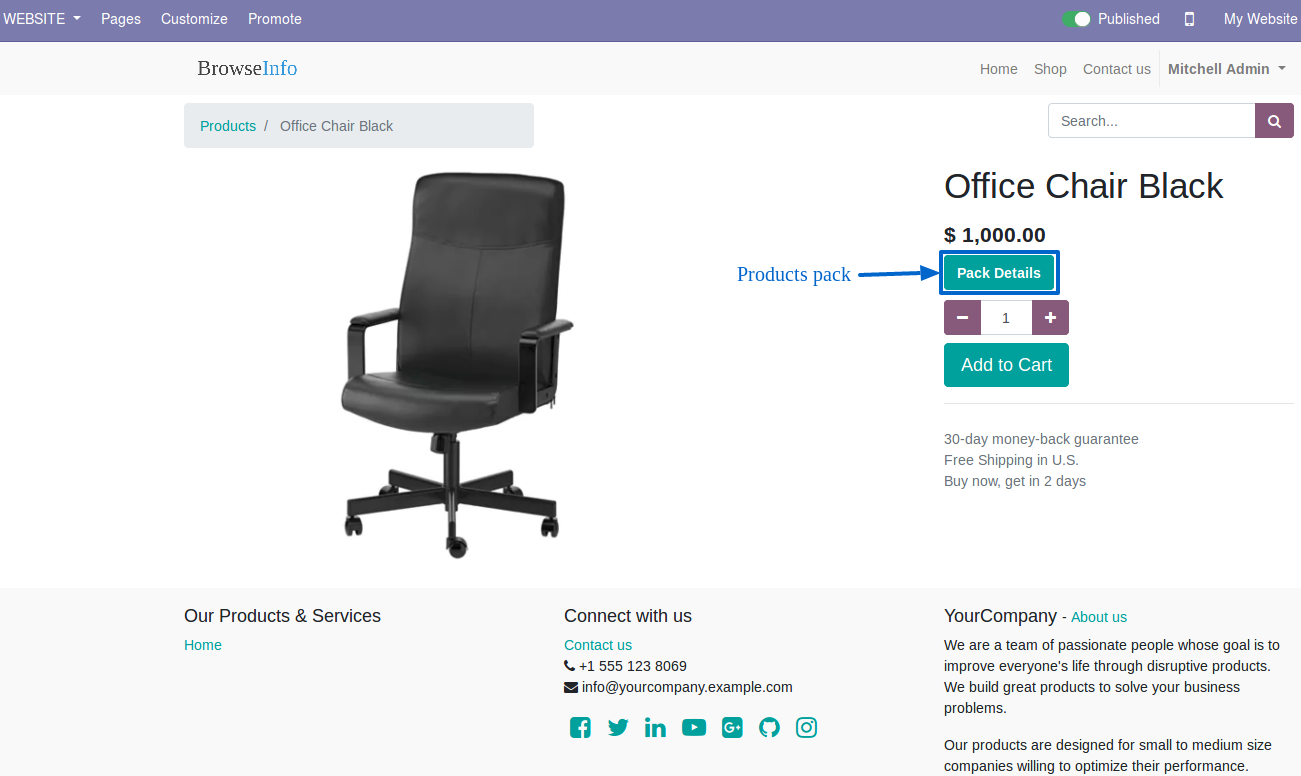 WEBSITE Pages Customize Promote Published My Website
BrowseInfo Home Shop Contact us Mitchell Admin
Products / Office Chair Black Search...
Office Chair Black
$ 1,000.00
Products pack Pack Details
1
Add to Cart
30-day money-back guarantee
Free Shipping in U.S.
Buy now, get in 2 days
Our Products & Services
Home
Connect with us
Contact us
+1 555 123 8069
info@yourcompany.example.com
YourCompany - About us
We are a team of passionate people whose goal is to
improve everyone's life through disruptive products.
We build great products to solve your business
problems.
Our products are designed for small to medium size
companies willing to optimize their performance.